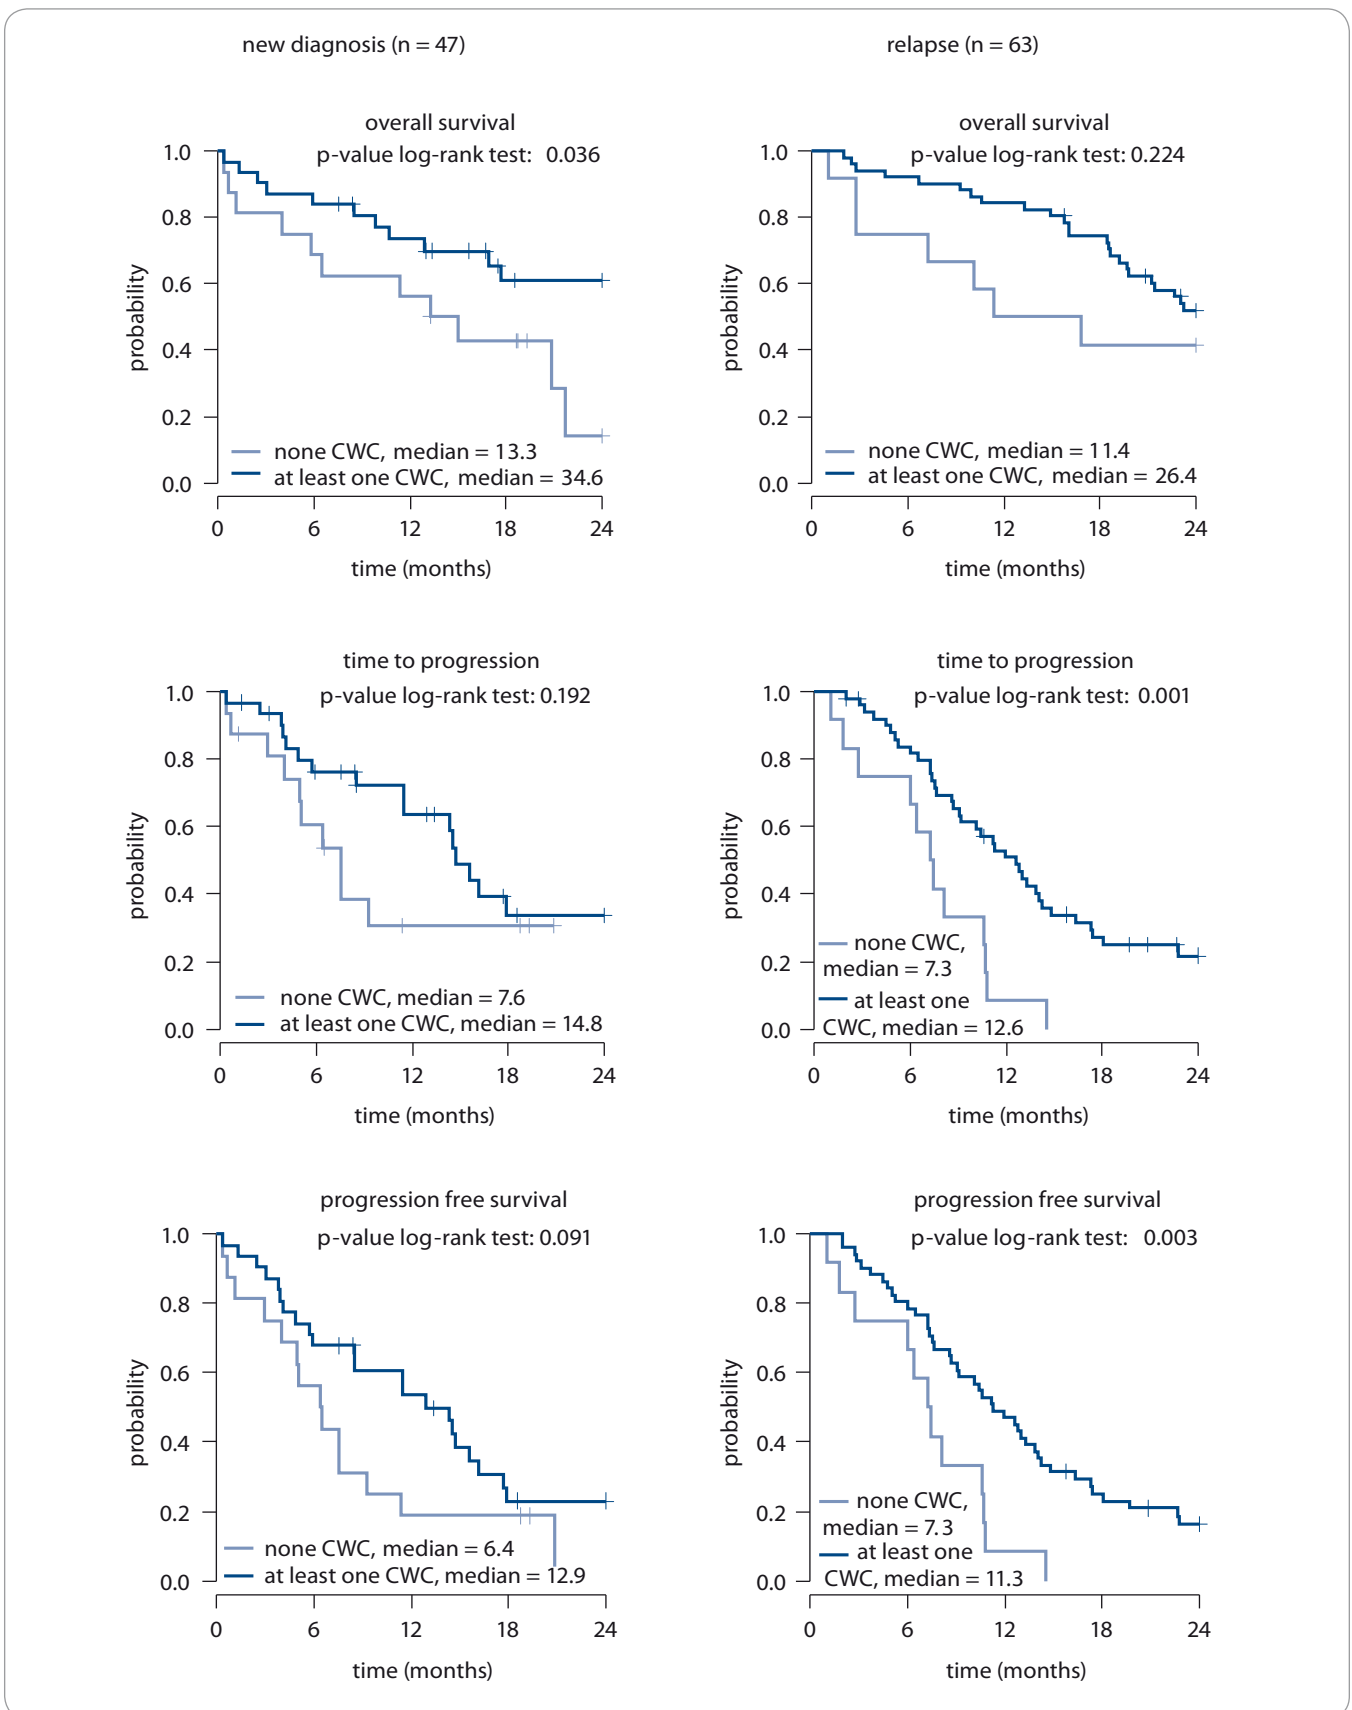 new diagnosis (n = 47)
relapse (n = 63)
overall survival
p-value log-rank test: 0.036
1.0
0.8
0.6
0.4
0.2
0.0
probability
none CWC, median = 13.3
at least one CWC, median = 34.6
0 6 12 18 24
time (months)
overall survival
p-value log-rank test: 0.224
1.0
0.8
0.6
0.4
0.2
0.0
probability
none CWC, median = 11.4
at least one CWC, median = 26.4
0 6 12 18 24
time (months)
time to progression
p-value log-rank test: 0.192
1.0
0.8
0.6
0.4
0.2
0.0
probability
none CWC, median = 7.6
at least one CWC, median = 14.8
0 6 12 18 24
time (months)
time to progression
p-value log-rank test: 0.001
1.0
0.8
0.6
0.4
0.2
0.0
probability
none CWC,
median = 7.3
at least one
CWC, median = 12.6
0 6 12 18 24
time (months)
progression free survival
p-value log-rank test: 0.091
1.0
0.8
0.6
0.4
0.2
0.0
probability
none CWC, median = 6.4
at least one CWC, median = 12.9
0 6 12 18 24
time (months)
progression free survival
p-value log-rank test: 0.003
1.0
0.8
0.6
0.4
0.2
0.0
probability
none CWC,
median = 7.3
at least one
CWC, median = 11.3
0 6 12 18 24
time (months)